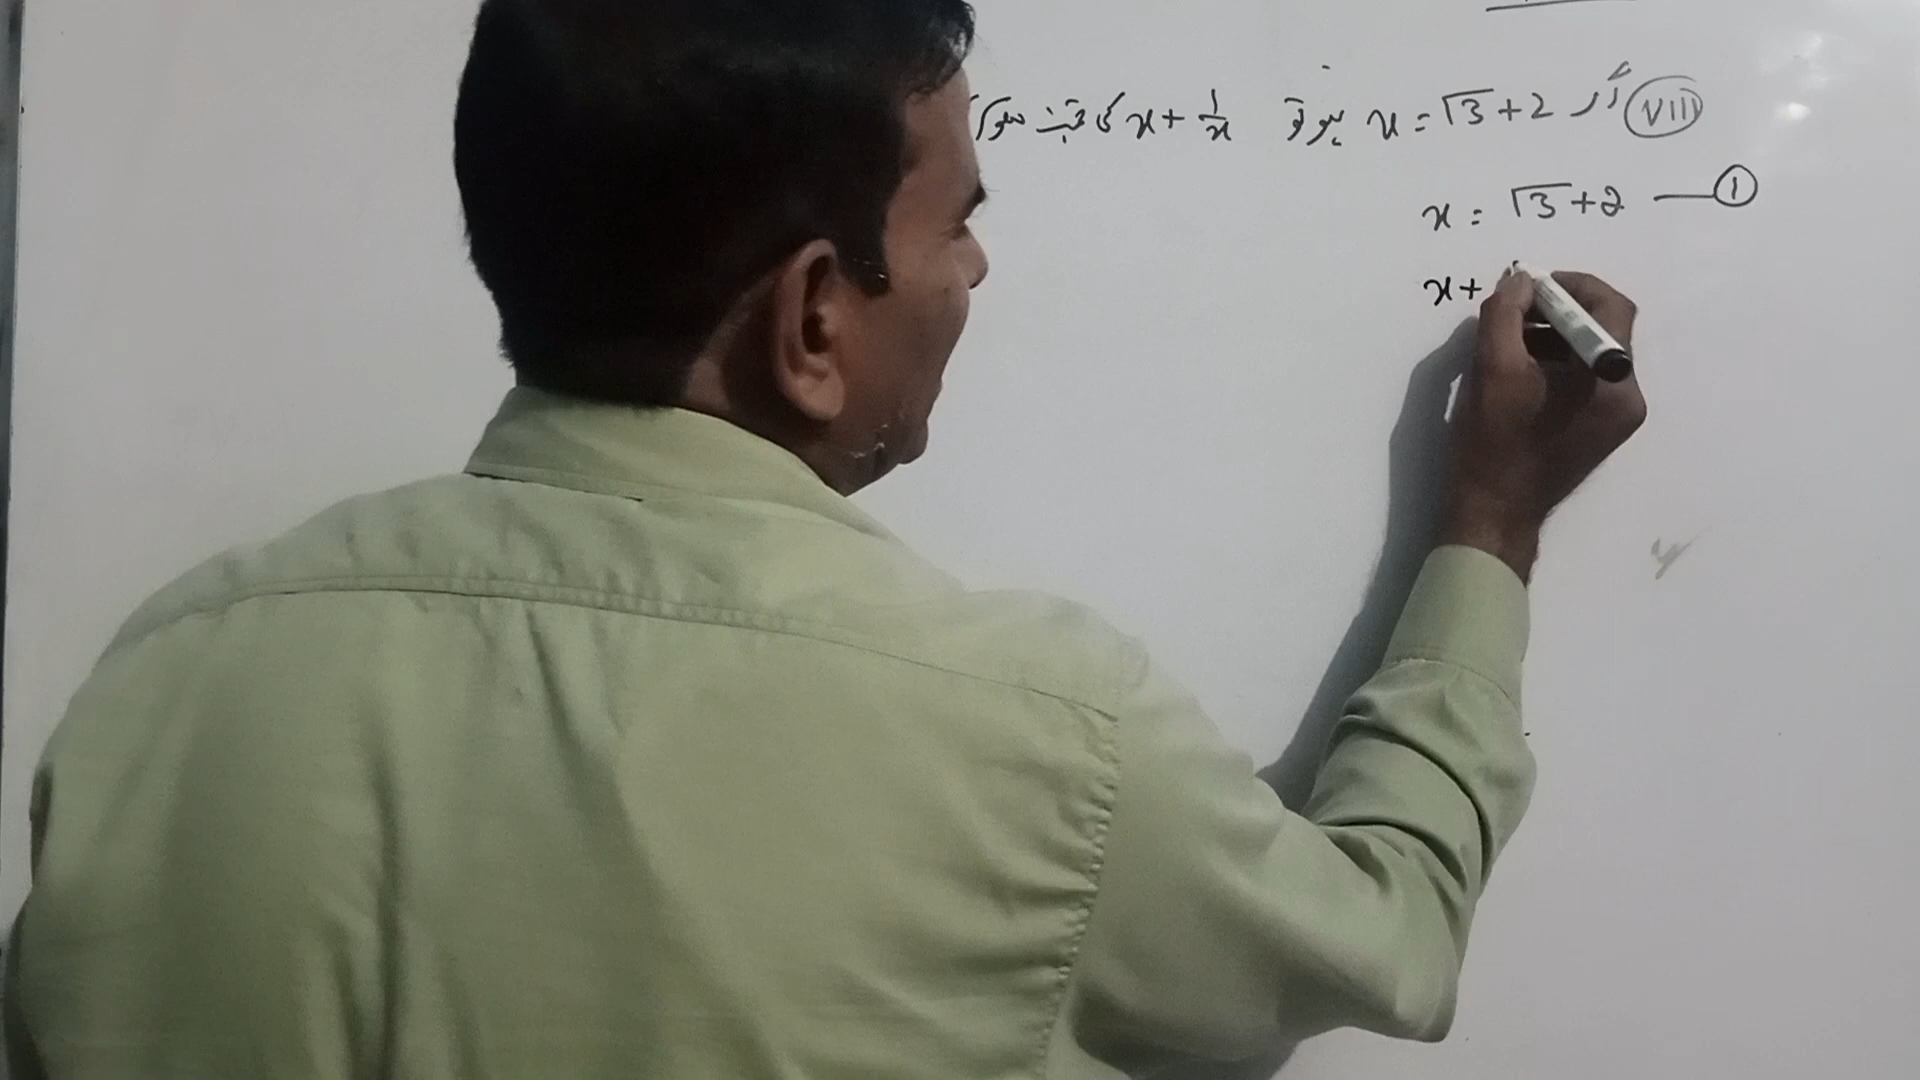 (VIII) اگر x = √3 + 2 ہو تو x + 1/x کی قیمت معلوم
x = √3 + 2 —— ①
x +